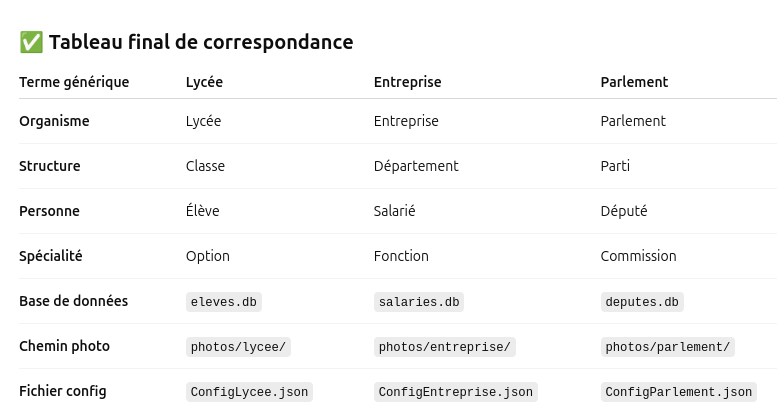 ✅ Tableau final de correspondance
Terme générique Lycée Entreprise Parlement
Organisme Lycée Entreprise Parlement
Structure Classe Département Parti
Personne Élève Salarié Député
Spécialité Option Fonction Commission
Base de données eleves.db salaries.db deputes.db
Chemin photo photos/lycee/ photos/entreprise/ photos/parlement/
Fichier config ConfigLycee.json ConfigEntreprise.json ConfigParlement.json